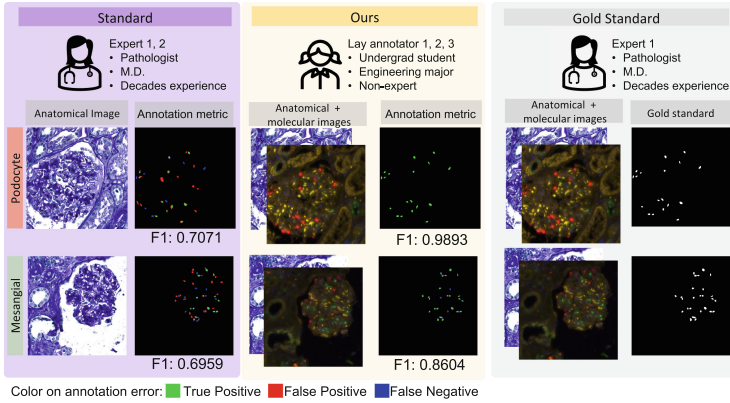 Standard
Expert 1, 2
• Pathologist
• M.D.
• Decades experience
Anatomical Image
Annotation metric
Podocyte
F1: 0.7071
Mesangial
F1: 0.6959
Ours
Lay annotator 1, 2, 3
• Undergrad student
• Engineering major
• Non-expert
Anatomical +
molecular images
Annotation metric
F1: 0.9893
F1: 0.8604
Gold Standard
Expert 1
• Pathologist
• M.D.
• Decades experience
Anatomical +
molecular images
Gold standard
Color on annotation error: True Positive False Positive False Negative